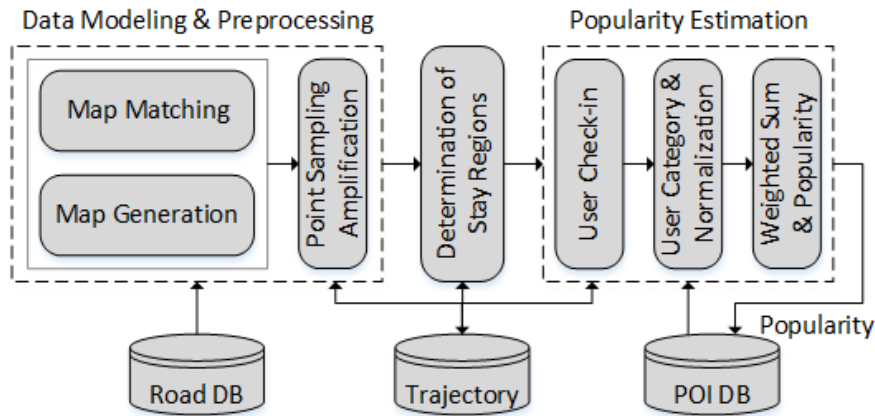 Data Modeling & Preprocessing
Popularity Estimation
Map Matching
Map Generation
Point Sampling
Amplification
Determination of
Stay Regions
User Check-in
User Category &
Normalization
Weighted Sum
& Popularity
Popularity
Road DB
Trajectory
POI DB